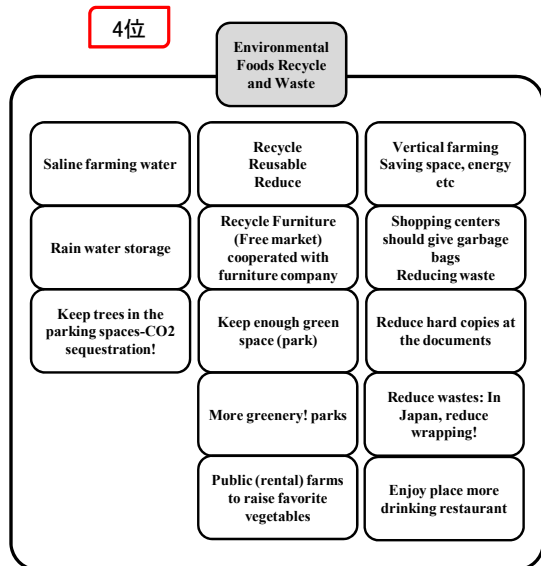 4位
Environmental
Foods Recycle
and Waste
Saline farming water
Rain water storage
Keep trees in the
parking spaces-CO2
sequestration!
Recycle
Reusable
Reduce
Recycle Furniture
(Free market)
cooperated with
furniture company
Keep enough green
space (park)
More greenery! parks
Public (rental) farms
to raise favorite
vegetables
Vertical farming
Saving space, energy
etc
Shopping centers
should give garbage
bags
Reducing waste
Reduce hard copies at
the documents
Reduce wastes: In
Japan, reduce
wrapping!
Enjoy place more
drinking restaurant